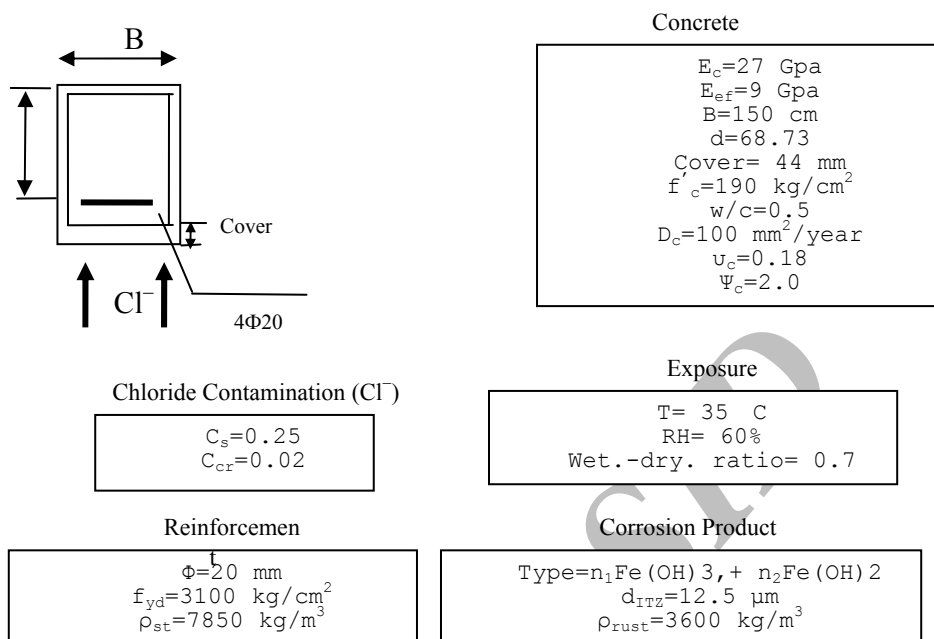 Concrete
B
E_c=27 Gpa
E_ef=9 Gpa
B=150 cm
d=68.73
Cover= 44 mm
f'_c=190 kg/cm²
w/c=0.5
D_c=100 mm²/year
υ_c=0.18
Ψ_c=2.0
Cover
Cl⁻
4Φ20
Exposure
T= 35 C
RH= 60%
Wet.-dry. ratio= 0.7
Chloride Contamination (Cl⁻)
C_s=0.25
C_cr=0.02
Reinforcemen
t
Φ=20 mm
f_yd=3100 kg/cm²
ρ_st=7850 kg/m³
Corrosion Product
Type=n₁Fe(OH)3,+ n₂Fe(OH)2
d_ITZ=12.5 μm
ρ_rust=3600 kg/m³